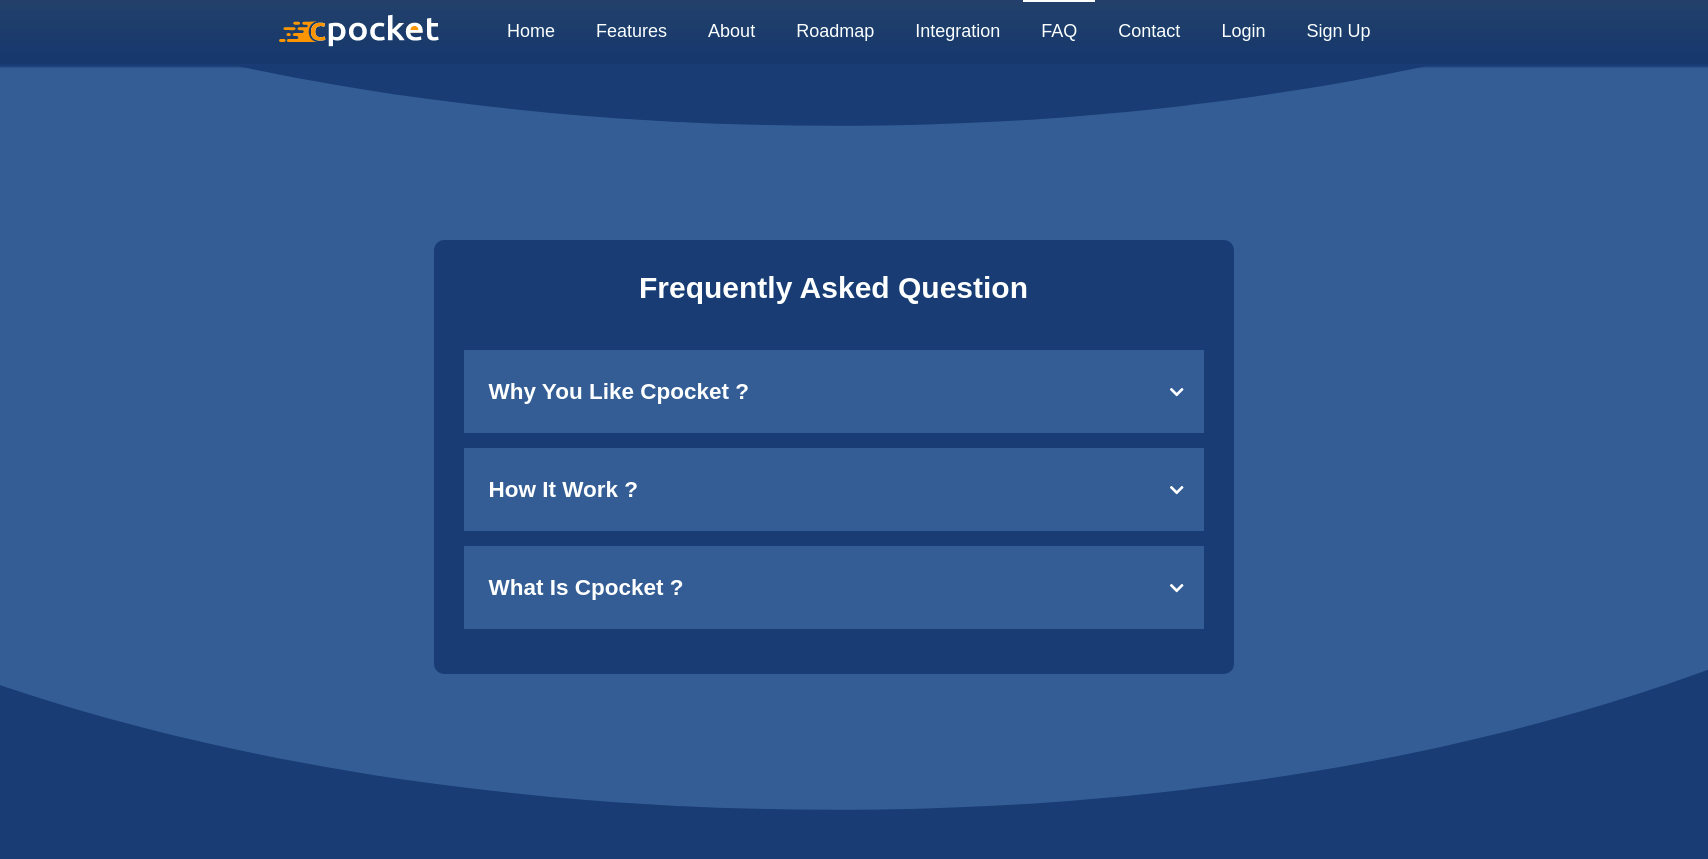 cpocket Home Features About Roadmap Integration FAQ Contact Login Sign Up
Frequently Asked Question
Why You Like Cpocket ?
How It Work ?
What Is Cpocket ?